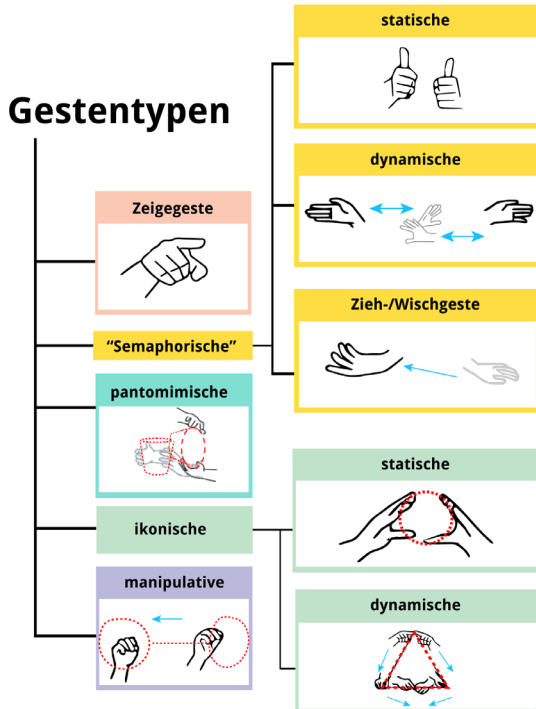 Gestentypen
Zeigegeste
“Semaphorische”
statische
dynamische
Zieh-/Wischgeste
pantomimische
ikonische
statische
dynamische
manipulative